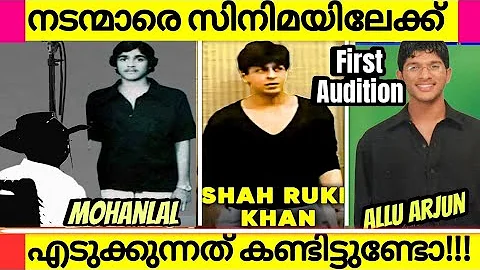 നടന്മാരെ സിനിമയിലേക്ക്
First
Audition
MOHANLAL
SHAH RUKH
KHAN
ALLU ARJUN
എടുക്കുന്നത് കണ്ടിട്ടുണ്ടോ!!!